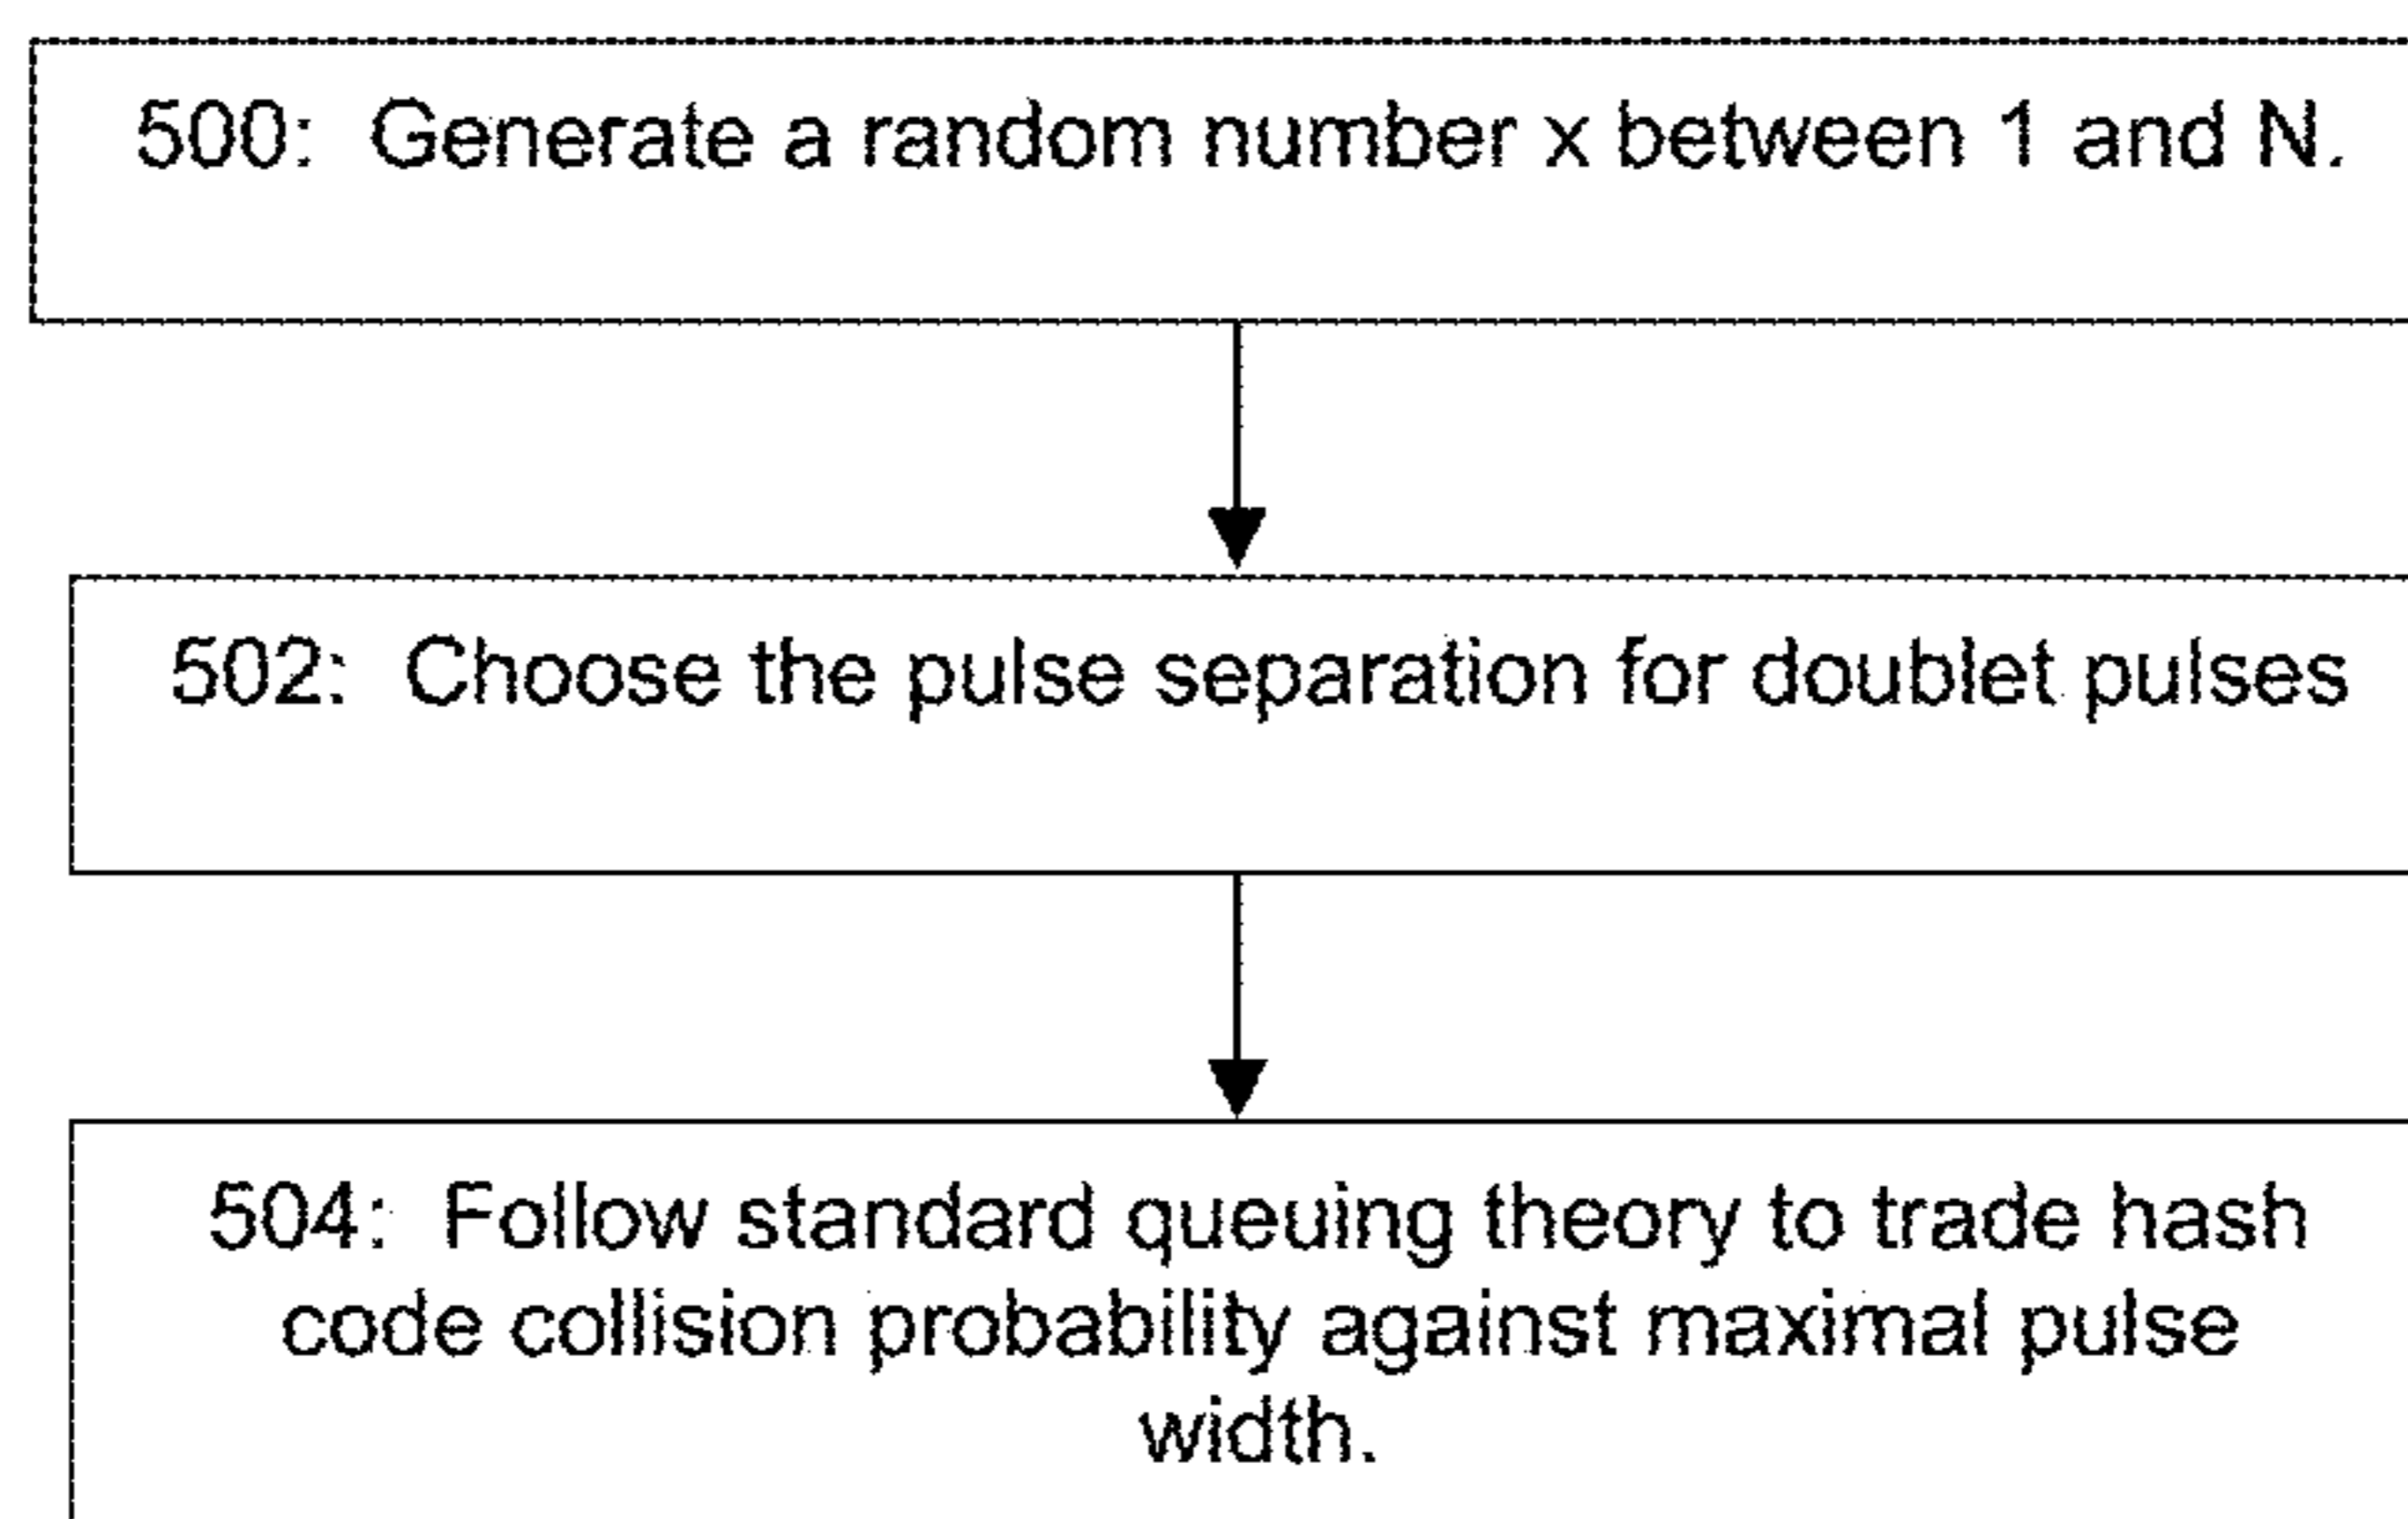 500: Generate a random number x between 1 and N.
502: Choose the pulse separation for doublet pulses
504: Follow standard queuing theory to trade hash
code collision probability against maximal pulse
width.